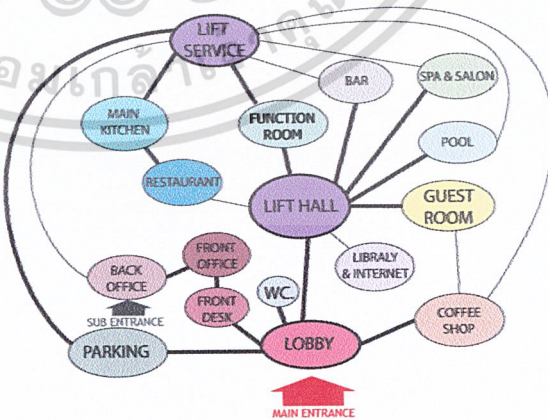 LIFT
SERVICE
BAR
SPA & SALON
MAIN
KITCHEN
FUNCTION
ROOM
POOL
RESTAURANT
LIFT HALL
GUEST
ROOM
FRONT
OFFICE
LIBRALY
& INTERNET
BACK
OFFICE
WC.
FRONT
DESK
COFFEE
SHOP
SUB ENTRANCE
PARKING
LOBBY
MAIN ENTRANCE